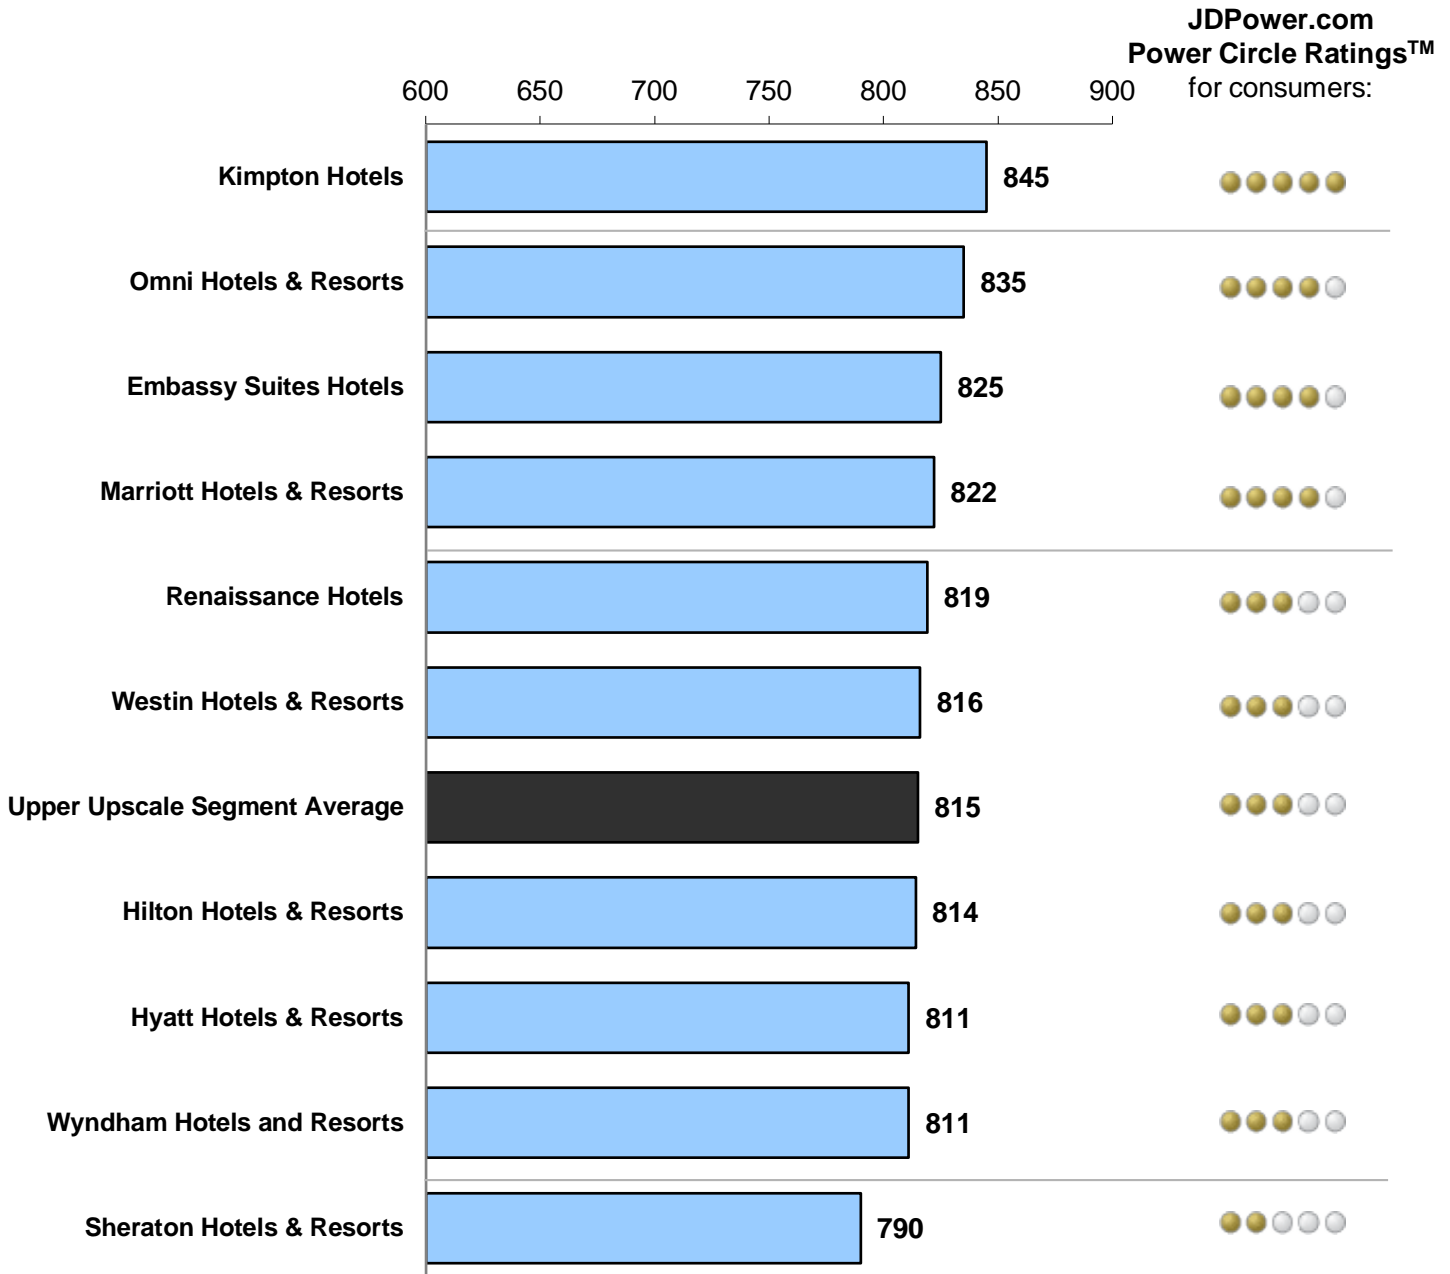 JDPower.com
Power Circle Ratings™
for consumers:
600 650 700 750 800 850 900
Kimpton Hotels 845
Omni Hotels & Resorts 835
Embassy Suites Hotels 825
Marriott Hotels & Resorts 822
Renaissance Hotels 819
Westin Hotels & Resorts 816
Upper Upscale Segment Average 815
Hilton Hotels & Resorts 814
Hyatt Hotels & Resorts 811
Wyndham Hotels and Resorts 811
Sheraton Hotels & Resorts 790